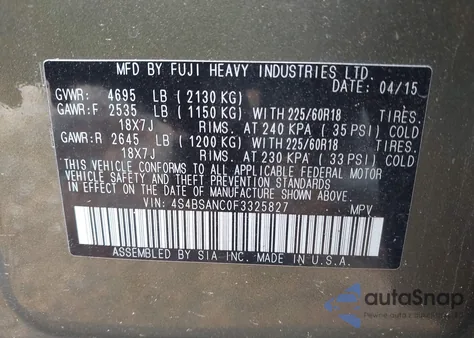 MFD BY FUJI HEAVY INDUSTRIES LTD.
DATE: 04/15
GVWR: 4695 LB ( 2130 KG)
GAWR:F 2535 LB ( 1150 KG) WITH 225/60R18 TIRES.
18X7J RIMS. AT 240 KPA ( 35 PSI) COLD
GAWR:R 2645 LB ( 1200 KG) WITH 225/60R18 TIRES.
18X7J RIMS. AT 230 KPA ( 33 PSI) COLD
THIS VEHICLE CONFORMS TO ALL APPLICABLE FEDERAL MOTOR
VEHICLE SAFETY AND THEFT PREVENTION STANDARDS IN EFFECT ON
THE DATE OF MANUFACTURE SHOWN ABOVE.
VIN: 4S4BSANC0F3325827 MPV
ASSEMBLED BY SIA INC. MADE IN U.S.A.
autoSnap